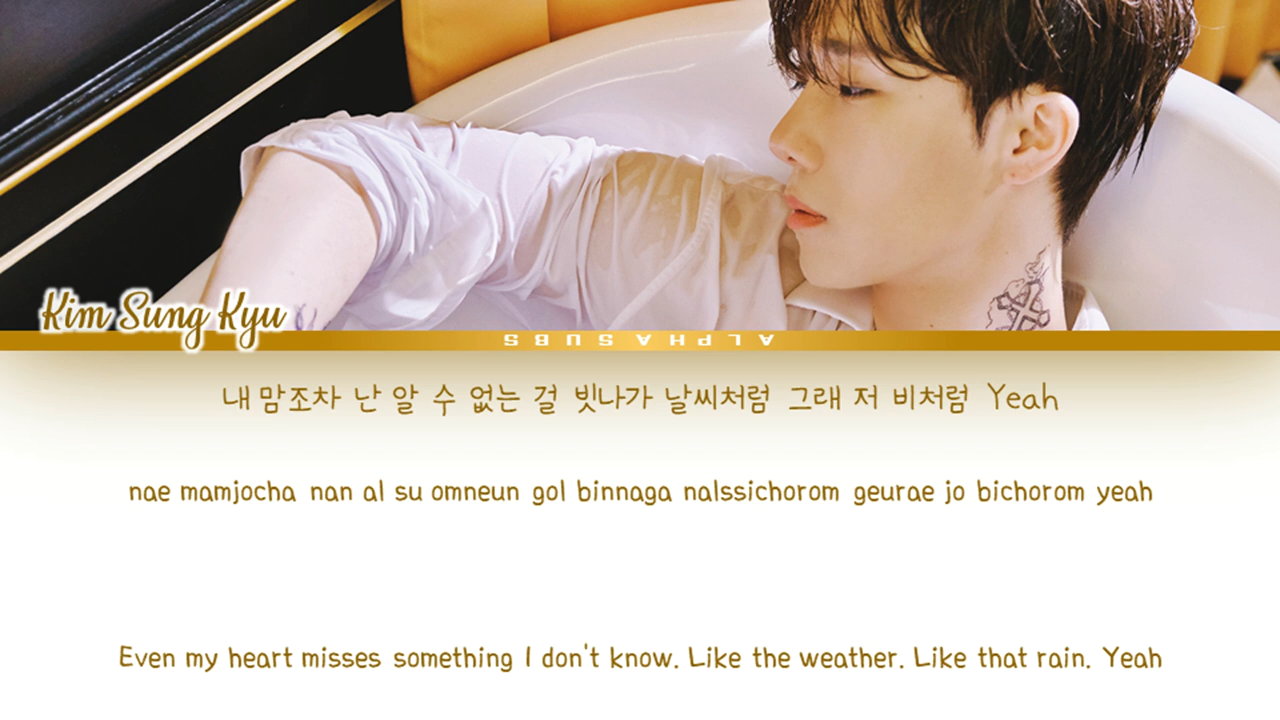 Kim Sung Kyu
ALPHA SUBS
내 맘조차 난 알 수 없는 걸 빗나가 날씨처럼 그래 저 비처럼 Yeah
nae mamjocha nan al su omneun gol binnaga nalssichorom geurae jo bichorom yeah
Even my heart misses something I don't know. Like the weather. Like that rain. Yeah